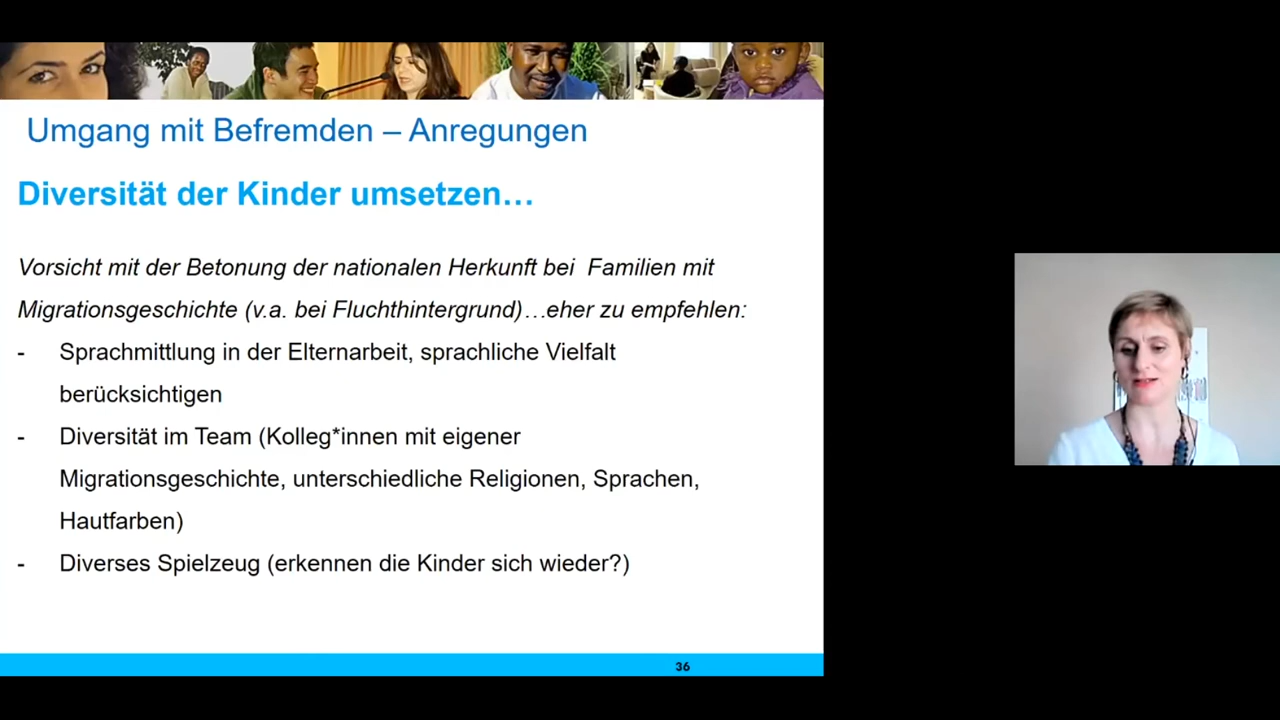 Umgang mit Befremden – Anregungen
Diversität der Kinder umsetzen…
Vorsicht mit der Betonung der nationalen Herkunft bei  Familien mit
Migrationsgeschichte (v.a. bei Fluchthintergrund)…eher zu empfehlen:
- Sprachmittlung in der Elternarbeit, sprachliche Vielfalt
berücksichtigen
- Diversität im Team (Kolleg*innen mit eigener
Migrationsgeschichte, unterschiedliche Religionen, Sprachen,
Hautfarben)
- Diverses Spielzeug (erkennen die Kinder sich wieder?)
36